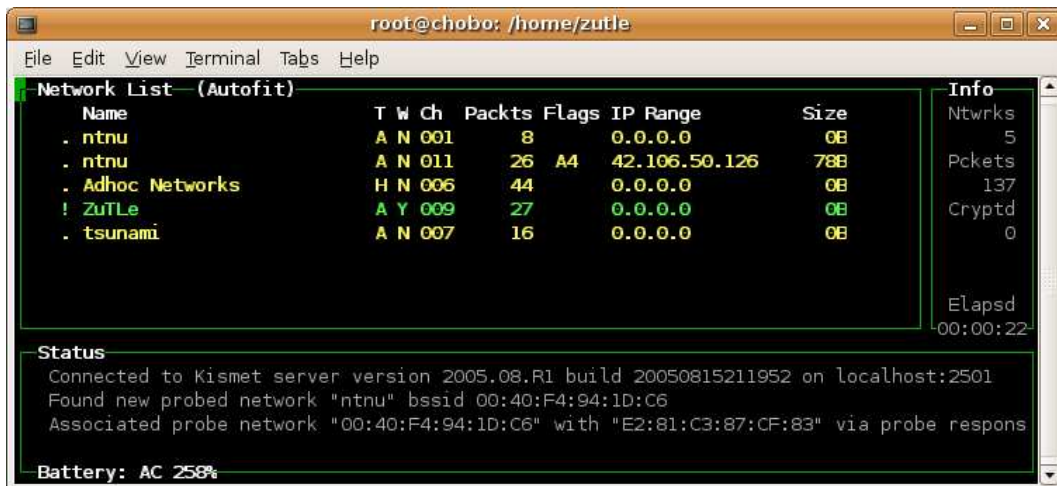 root@chobo: /home/zutle
File Edit View Terminal Tabs Help
Network List (Autofit)
Name T W Ch Packts Flags IP Range Size
. ntnu A N 001 8 0.0.0.0 0B
. ntnu A N 011 26 A4 42.106.50.126 78B
. Adhoc Networks H N 006 44 0.0.0.0 0B
! ZuTLe A Y 009 27 0.0.0.0 0B
. tsunami A N 007 16 0.0.0.0 0B
Info
Ntwrks
5
Pckets
137
Cryptd
0
Elapsd
00:00:22
Status
Connected to Kismet server version 2005.08.R1 build 20050815211952 on localhost:2501
Found new probed network "ntnu" bssid 00:40:F4:94:1D:C6
Associated probe network "00:40:F4:94:1D:C6" with "E2:81:C3:87:CF:83" via probe respons
Battery: AC 258%